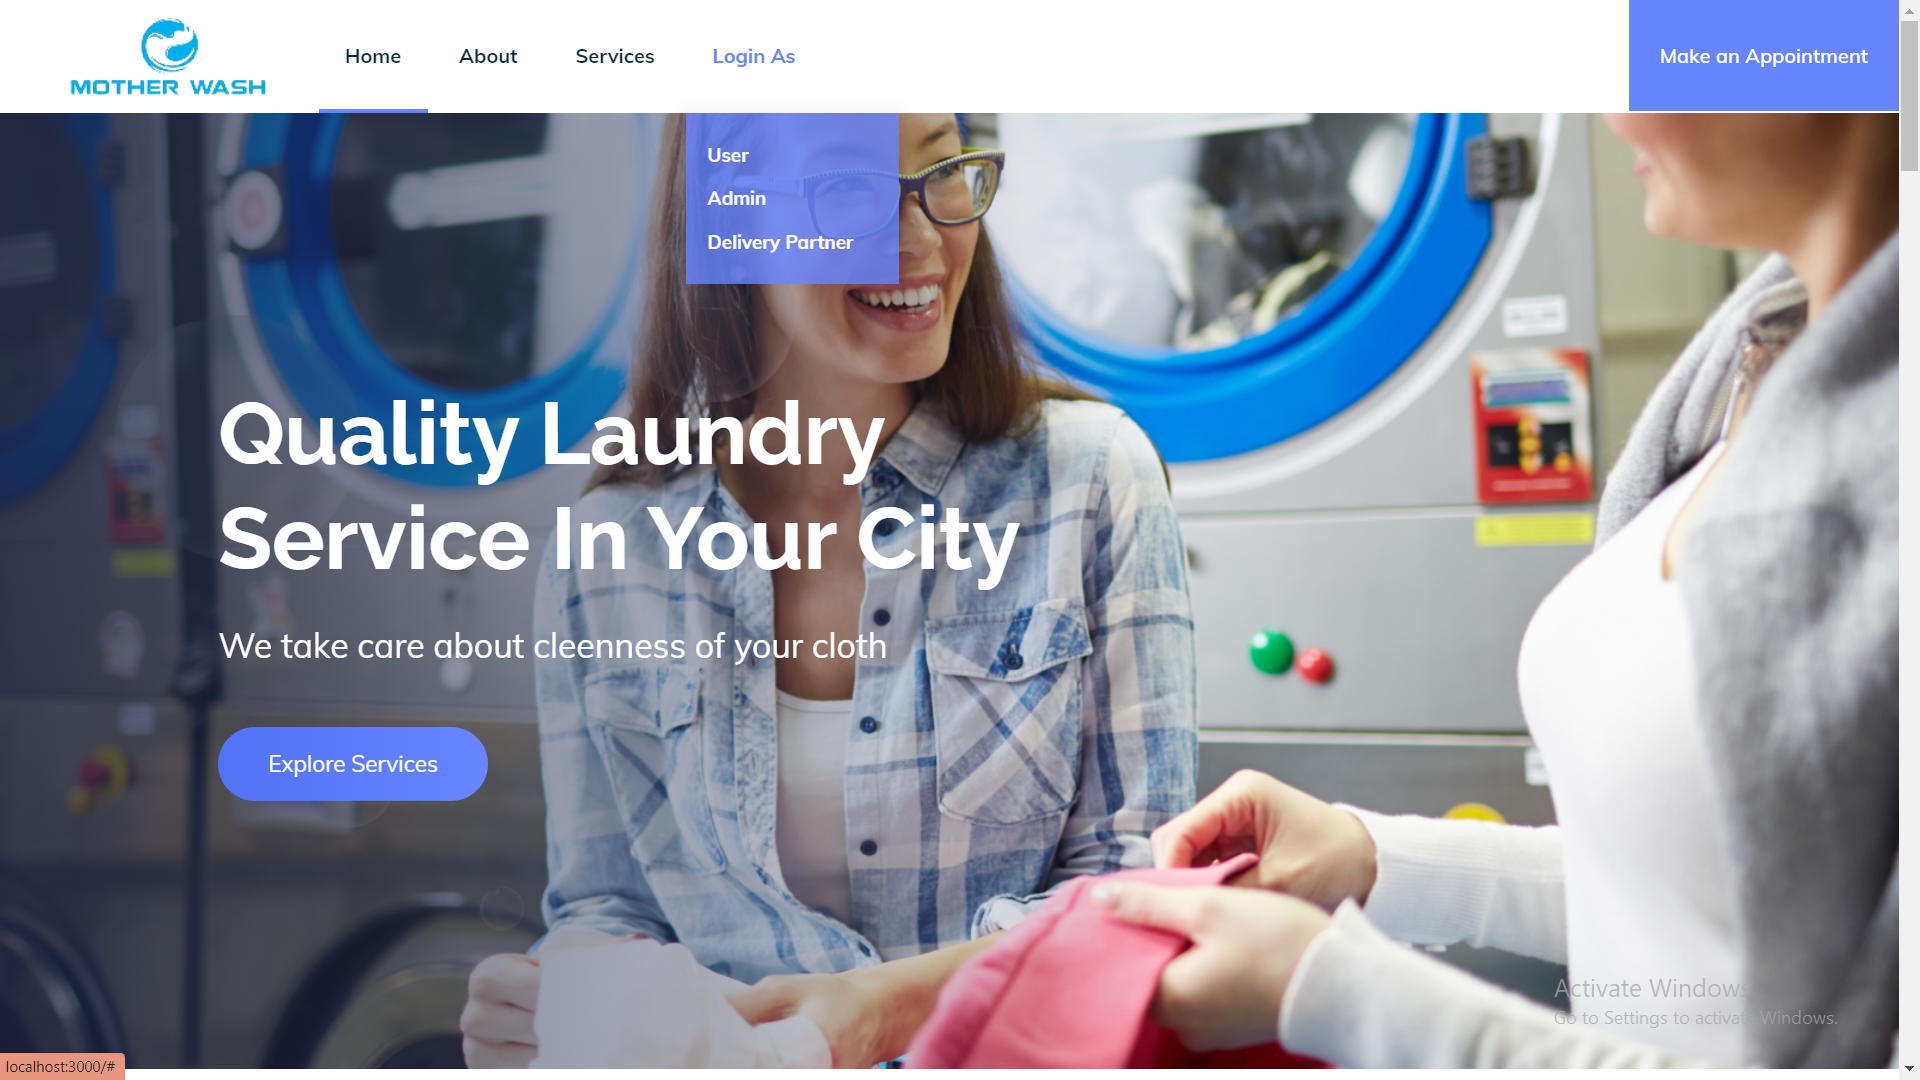 MOTHER WASH
Home
About
Services
Login As
Make an Appointment
User
Admin
Delivery Partner
Quality Laundry
Service In Your City
We take care about cleenness of your cloth
Explore Services
Activate Windows
Go to Settings to activate Windows.
localhost:3000/#